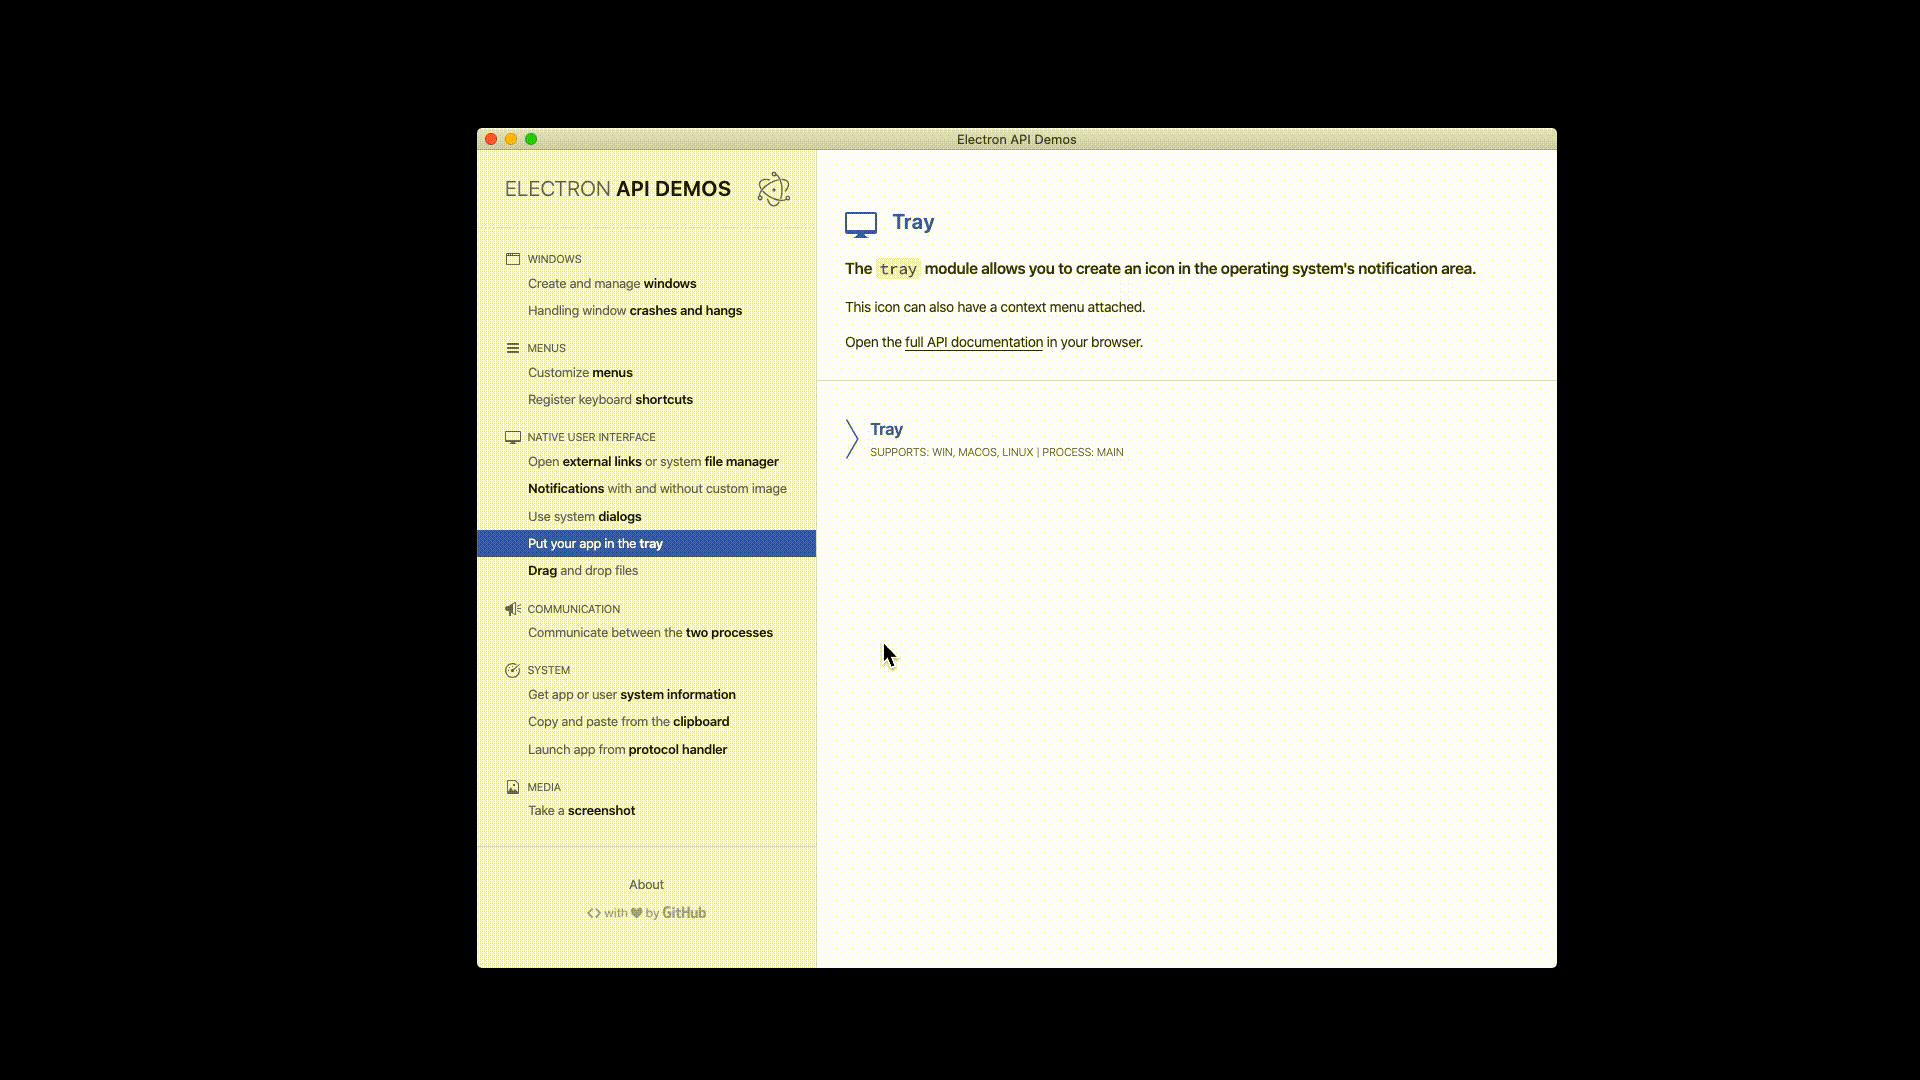 Electron API Demos
ELECTRON API DEMOS
WINDOWS
Create and manage windows
Handling window crashes and hangs
MENUS
Customize menus
Register keyboard shortcuts
NATIVE USER INTERFACE
Open external links or system file manager
Notifications with and without custom image
Use system dialogs
Put your app in the tray
Drag and drop files
COMMUNICATION
Communicate between the two processes
SYSTEM
Get app or user system information
Copy and paste from the clipboard
Launch app from protocol handler
MEDIA
Take a screenshot
About
<> with ♥ by GitHub
Tray
The tray module allows you to create an icon in the operating system's notification area.
This icon can also have a context menu attached.
Open the full API documentation in your browser.
Tray
SUPPORTS: WIN, MACOS, LINUX | PROCESS: MAIN